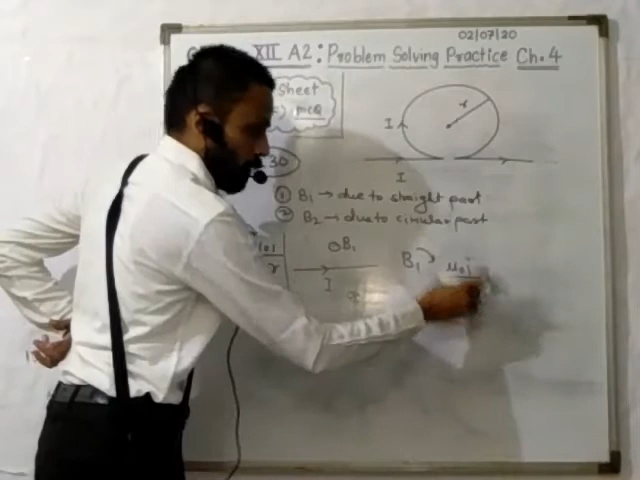 02/07/20
XII A2 : Problem Solving Practice Ch. 4
Sheet
MCQ
r
I
30
I
① B₁ → due to straight part
② B₂ → due to circular part
B₁
B₁
μ₀i
r
I